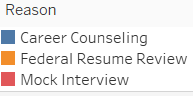 Reason
Career Counseling
Federal Resume Review
Mock Interview